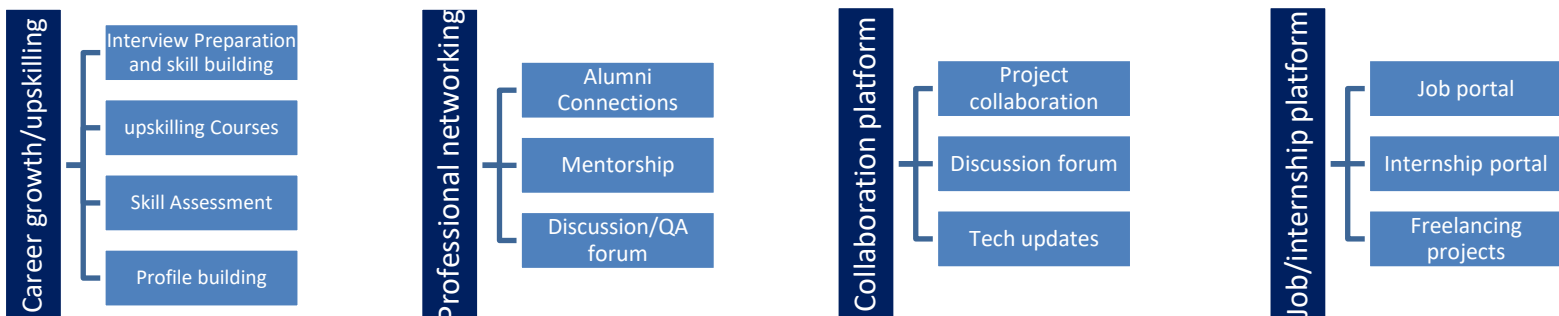 Career growth/upskilling
Interview Preparation
and skill building
upskilling Courses
Skill Assessment
Profile building
Professional networking
Alumni
Connections
Mentorship
Discussion/QA
forum
Collaboration platform
Project
collaboration
Discussion forum
Tech updates
Job/internship platform
Job portal
Internship portal
Freelancing
projects